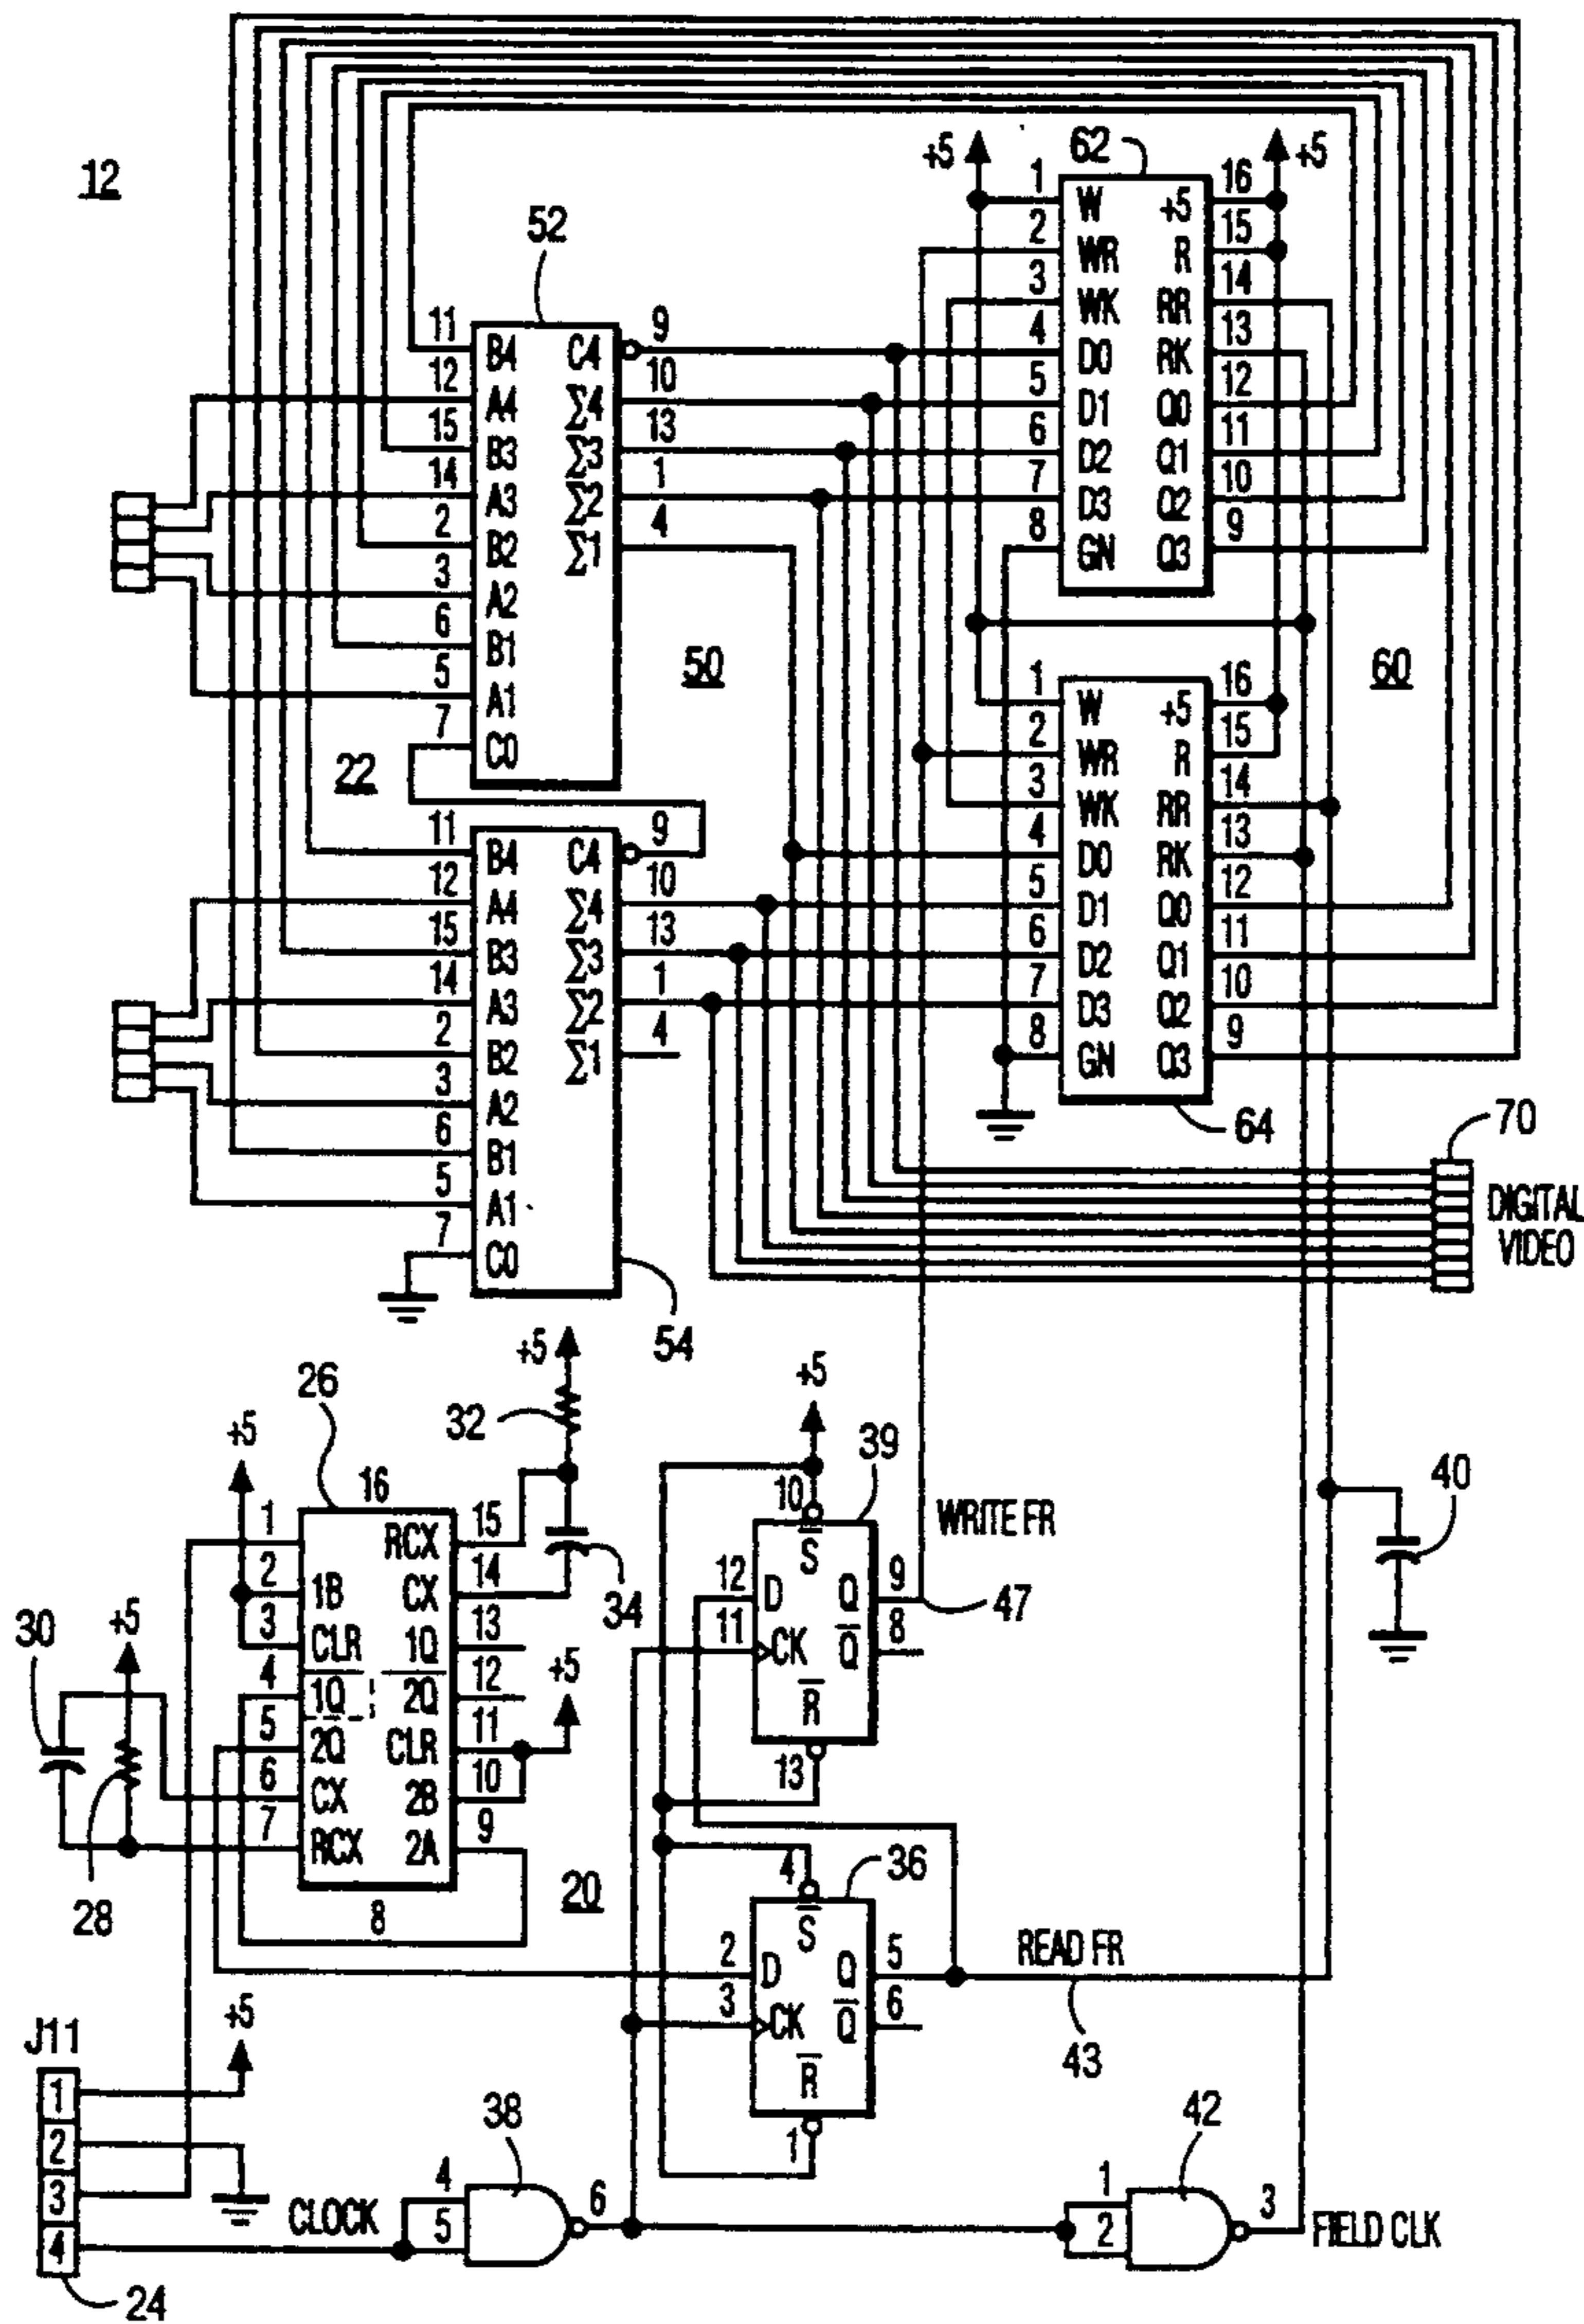 12
+5
62
+5
52
1 W +5 16
2 WR R 15
3 WK RR 14
4 D0 RK 13
5 D1 Q0 12
6 D2 Q1 11
7 D3 Q2 10
8 GN Q3 9
11 B4 C4 9
12 A4 Σ4 10
15 B3 Σ3 13
14 A3 Σ2 1
2 B2 Σ1 4
3 A2
6 B1
5 A1
7 C0
50
60
22
1 W +5 16
2 WR R 15
3 WK RR 14
4 D0 RK 13
5 D1 Q0 12
6 D2 Q1 11
7 D3 Q2 10
8 GN Q3 9
64
11 B4 C4 9
12 A4 Σ4 10
15 B3 Σ3 13
14 A3 Σ2 1
2 B2 Σ1 4
3 A2
6 B1
5 A1
7 C0
54
70
DIGITAL
VIDEO
26
+5
32
+5
+5
39
40
16
1 RCX 15
2 1B CX 14
3 CLR 1Q 13
4 1Q̅ 2Q̅ 12
5 2Q CLR 11
6 CX 2B 10
7 RCX 2A 9
8
34
+5
30
+5
28
20
10
S̅
12 D Q 9
11 CK Q̅ 8
R̅
13
WRITE FR
47
4
36
S̅
2 D Q 5
3 CK Q̅ 6
R̅
1
READ FR
43
J11
+5
1
2
3
4
24
CLOCK
4
5
38
6
42
1
2
3
FIELD CLK